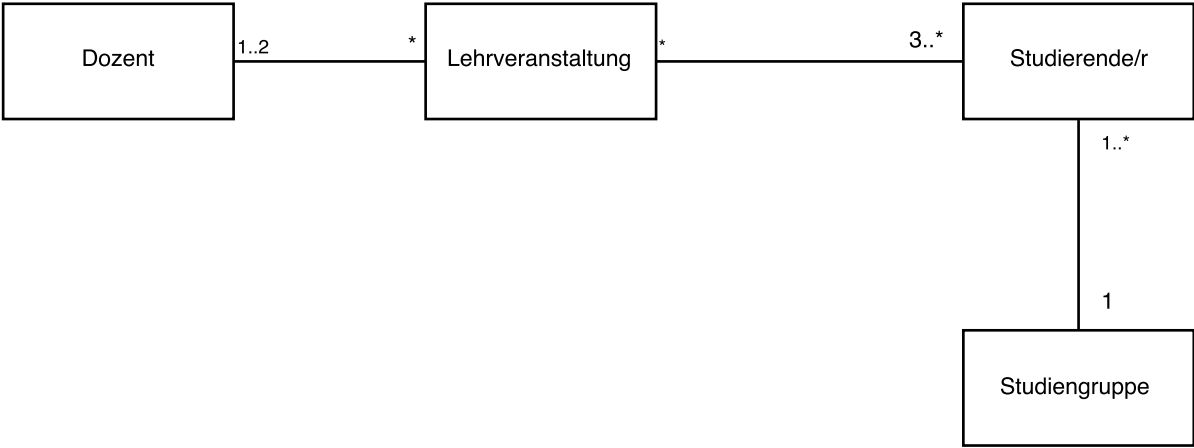 Dozent
1..2
*
Lehrveranstaltung
*
3..*
Studierende/r
1..*
1
Studiengruppe